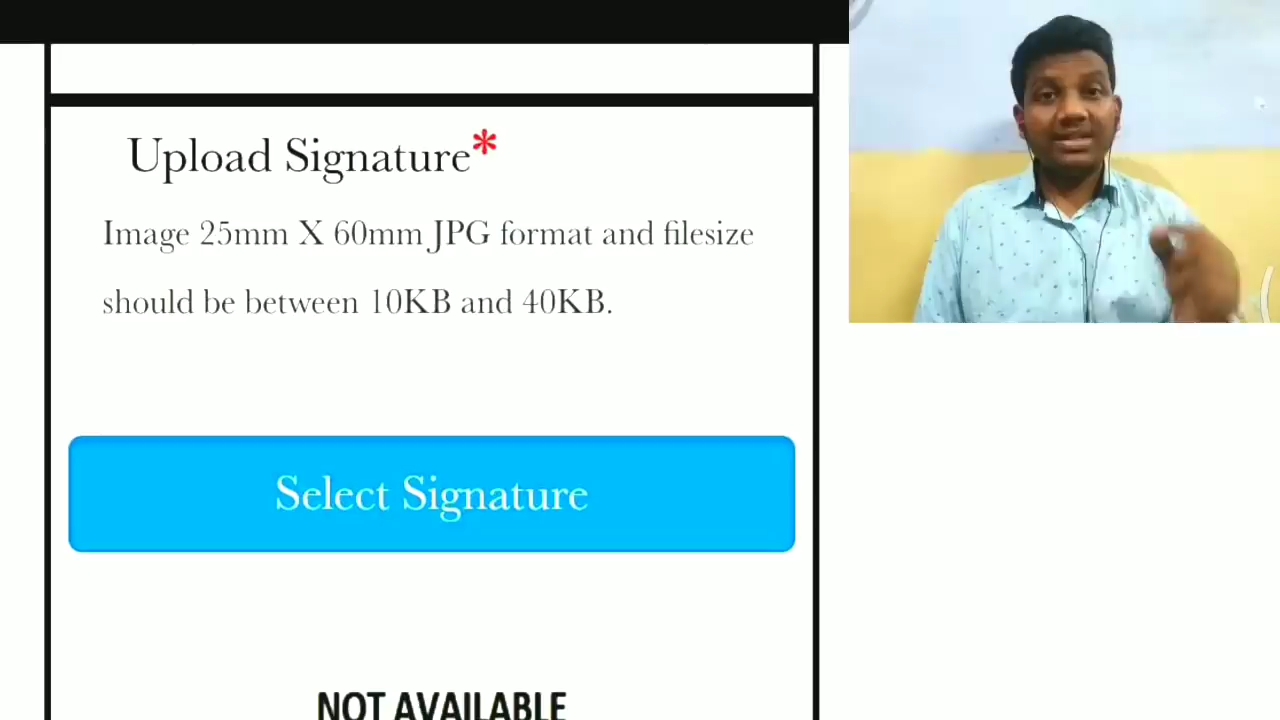 Upload Signature*
Image 25mm X 60mm JPG format and filesize
should be between 10KB and 40KB.
Select Signature
NOT AVAILABLE